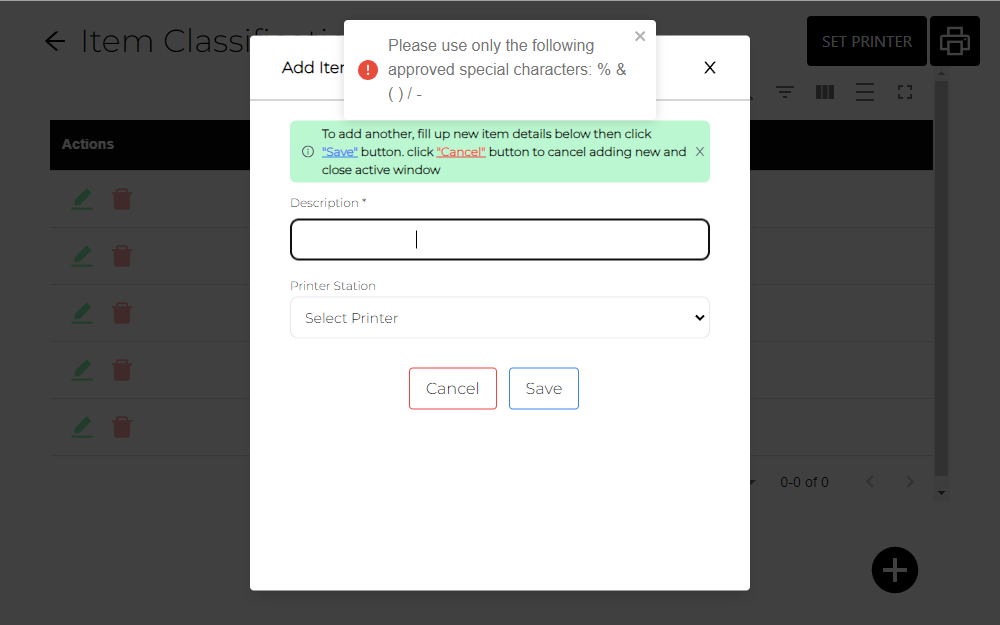 Item Classificati
SET PRINTER
Please use only the following
approved special characters: % &
( ) / -
Add Iter
X
To add another, fill up new item details below then click
"Save" button. click "Cancel" button to cancel adding new and
close active window
X
Actions
Description *
Printer Station
Select Printer
Cancel
Save
0-0 of 0